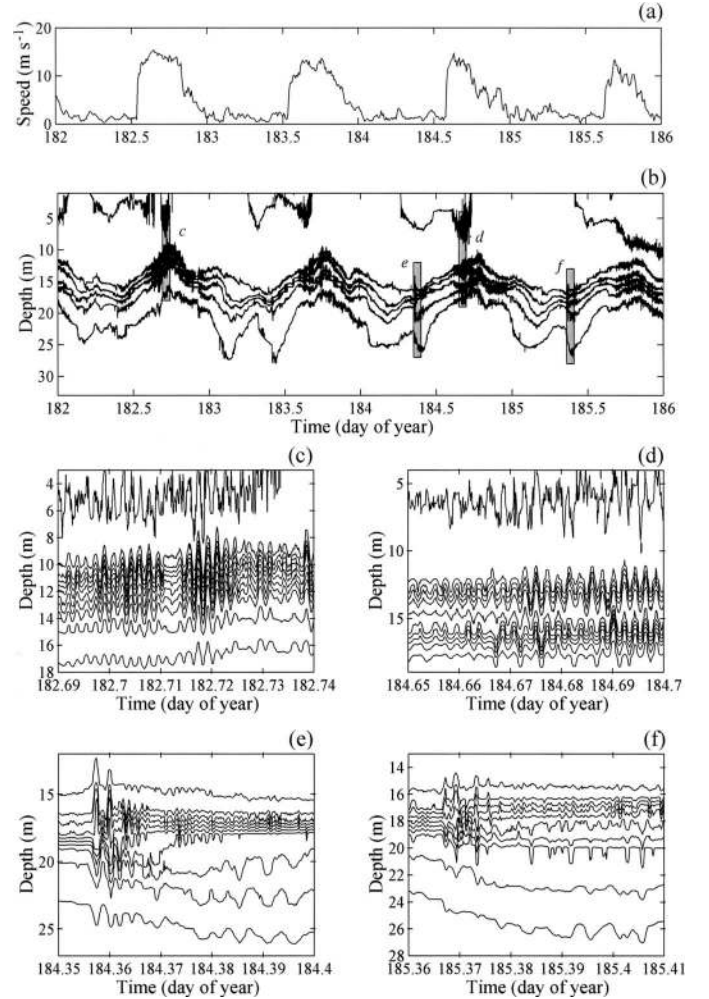 (a)
Speed (m s⁻¹)
20
10
0
182 182.5 183 183.5 184 184.5 185 185.5 186
(b)
Depth (m)
5
10
15
20
25
30
c
e
d
f
182 182.5 183 183.5 184 184.5 185 185.5 186
Time (day of year)
(c)
Depth (m)
4
6
8
10
12
14
16
18
182.69 182.7 182.71 182.72 182.73 182.74
Time (day of year)
(d)
Depth (m)
5
10
15
184.65 184.66 184.67 184.68 184.69 184.7
Time (day of year)
(e)
Depth (m)
15
20
25
184.35 184.36 184.37 184.38 184.39 184.4
Time (day of year)
(f)
Depth (m)
14
16
18
20
22
24
26
28
185.36 185.37 185.38 185.39 185.4 185.41
Time (day of year)